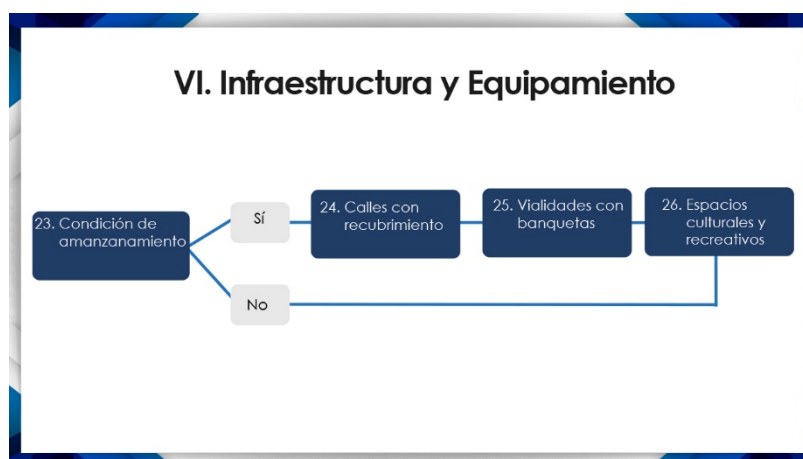 VI. Infraestructura y Equipamiento
23. Condición de
amanzanamiento
Sí
No
24. Calles con
recubrimiento
25. Vialidades con
banquetas
26. Espacios
culturales y
recreativos